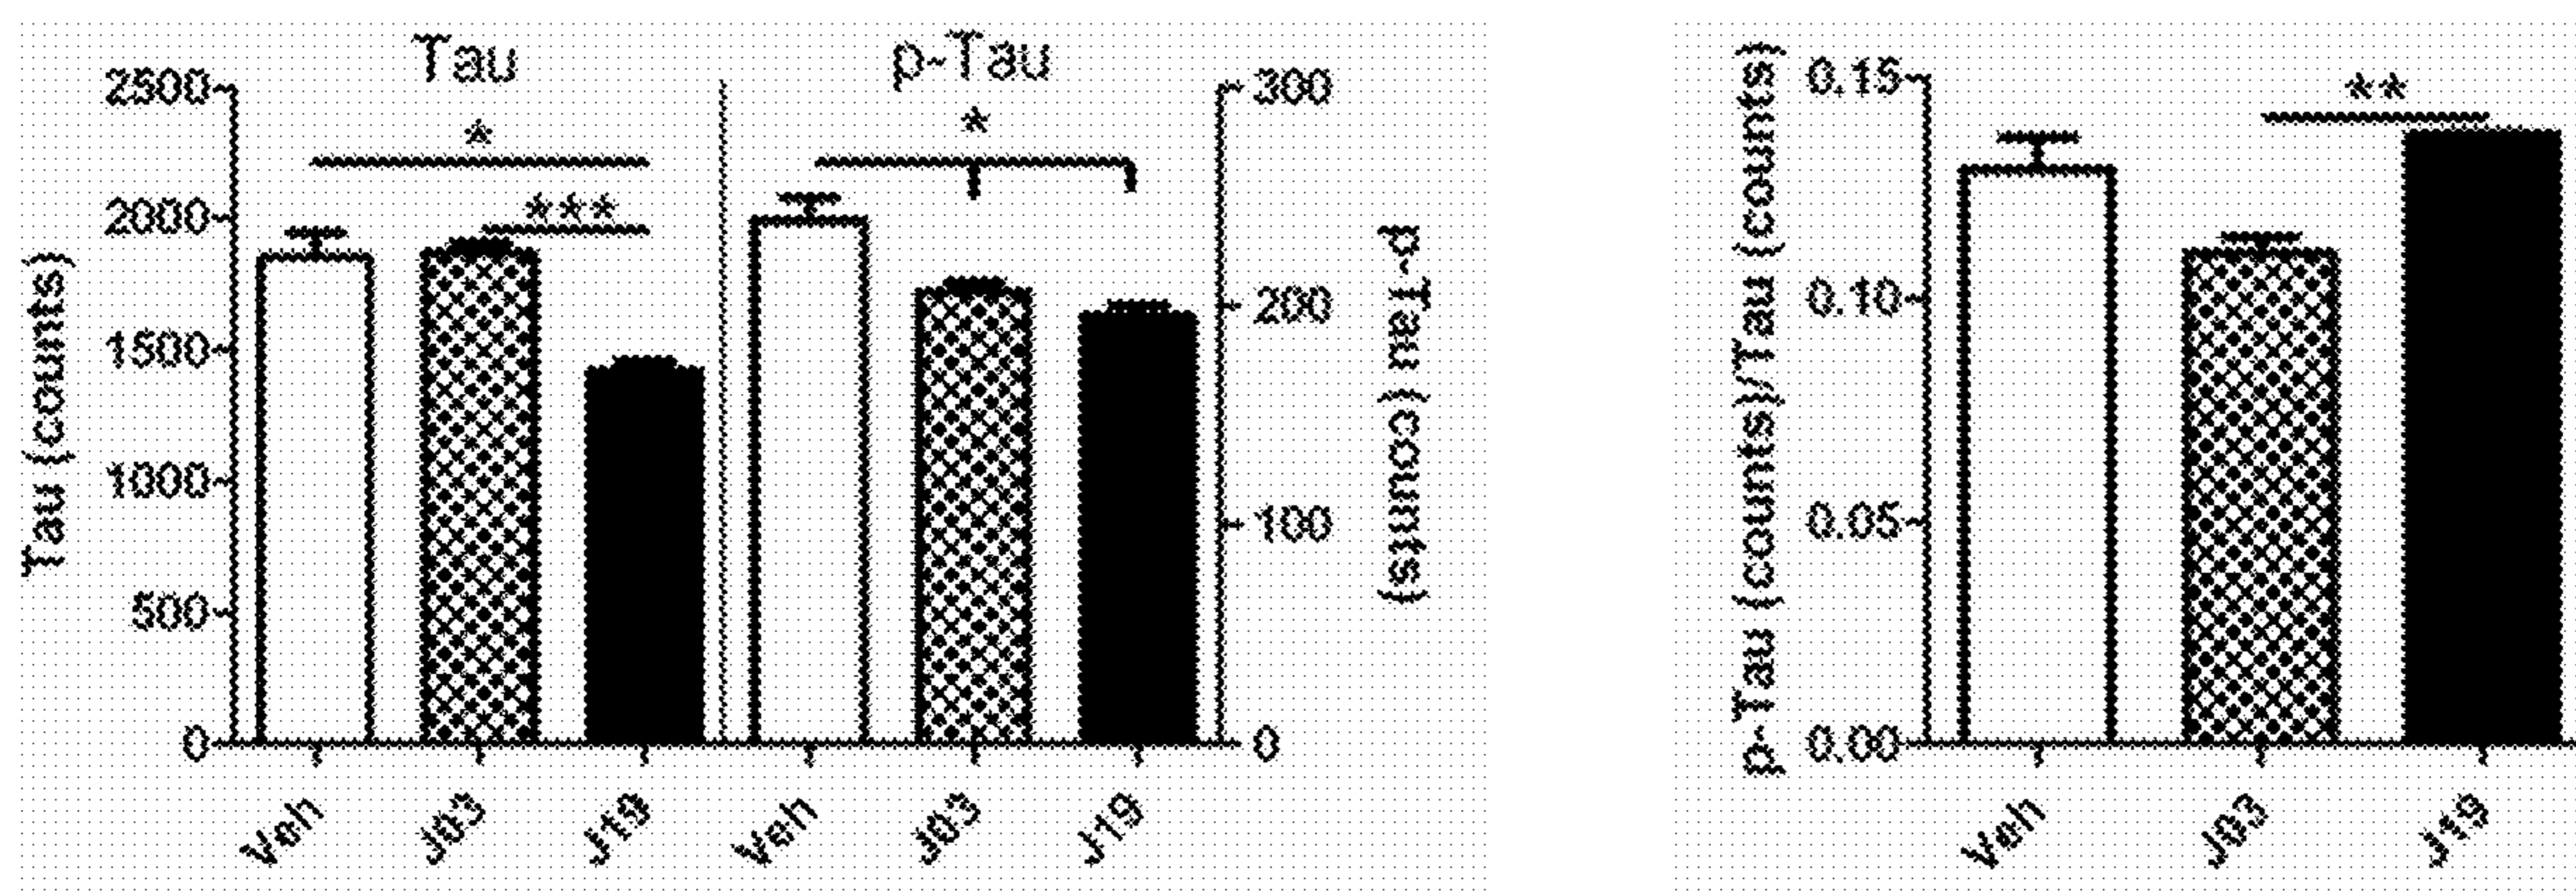 Tau p-Tau
* *
***
2500
2000
1500
1000
500
0
Tau (counts)
300
200
100
0
p-Tau (counts)
Veh J03 J19 Veh J03 J19
**
0.15
0.10
0.05
0.00
p-Tau (counts)/Tau (counts)
Veh J03 J19